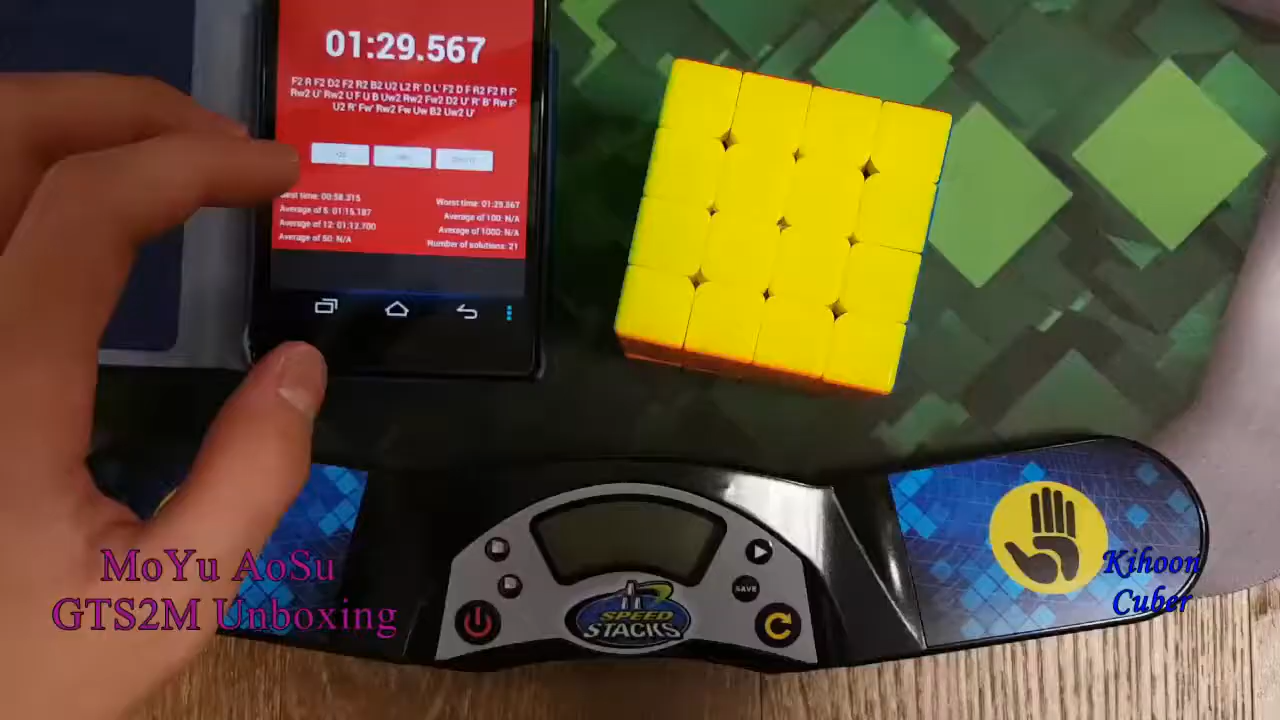 01:29.567
F2 R F2 D2 F2 R2 B2 U2 L2 R' D L' F2 D F R2 F2 R F'
Rw2 U' Rw2 U F U B Uw2 Rw2 Fw2 D2 U' R' B' Rw F'
U2 R' Fw' Rw2 Fw Uw B2 Uw2 U'
Best time: 00:58.315
Worst time: 01:29.567
Average of 5: 01:15.187
Average of 100: N/A
Average of 12: 01:12.700
Average of 1000: N/A
Average of 50: N/A
Number of solutions: 21
SAVE
SPEED
STACKS
MoYu AoSu
GTS2M Unboxing
Kihoon
Cuber